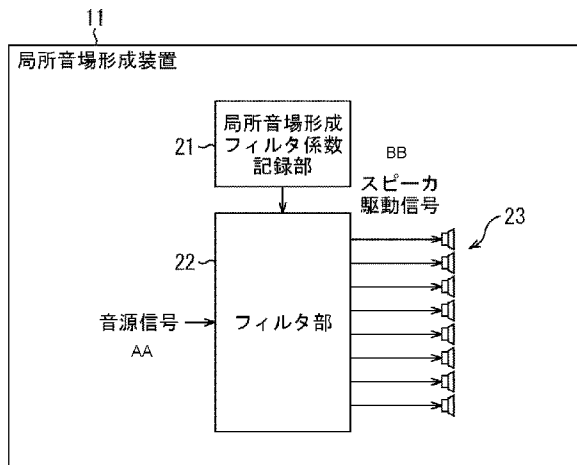 11
局所音場形成装置
局所音場形成
フィルタ係数
記録部
21
BB
スピーカ
駆動信号
23
22
音源信号
フィルタ部
AA